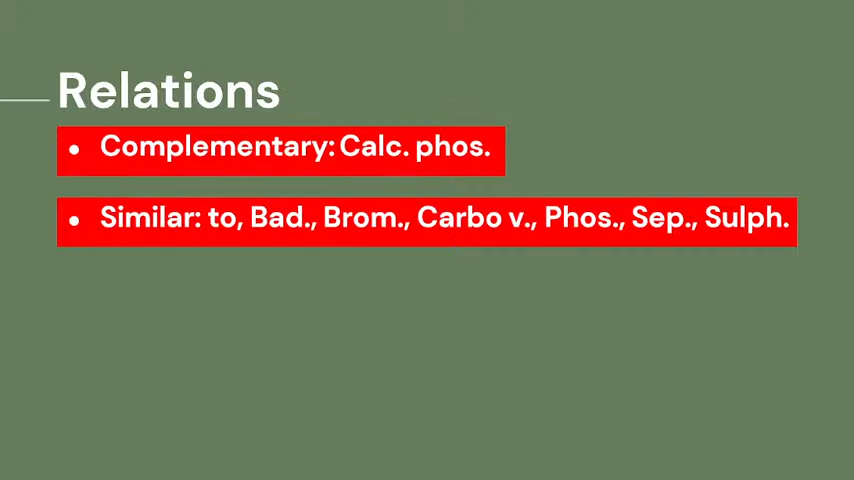 Relations
• Complementary: Calc. phos.
• Similar: to, Bad., Brom., Carbo v., Phos., Sep., Sulph.